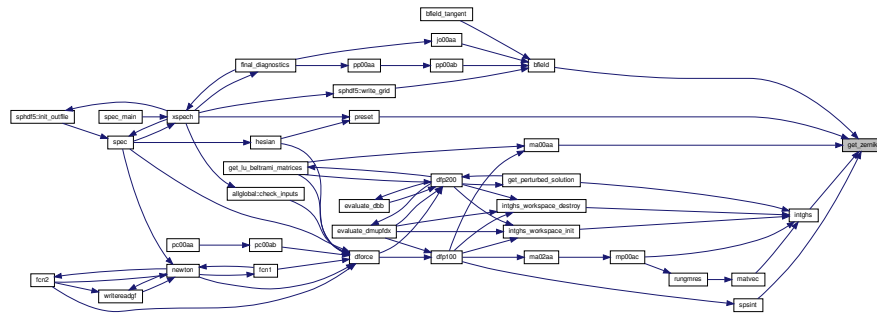 bfield_tangent
jo00aa
final_diagnostics
pp00aa
pp00ab
bfield
sphdf5::write_grid
sphdf5::init_outfile
spec_main
xspech
preset
spec
hesian
ma00aa
get_zernik
get_lu_beltrami_matrices
dfp200
get_perturbed_solution
allglobal::check_inputs
evaluate_dbb
intghs_workspace_destroy
intghs
evaluate_dmupfdx
intghs_workspace_init
pc00aa
pc00ab
dforce
dfp100
ma02aa
mp00ac
newton
fcn1
rungmres
matvec
fcn2
writereadgf
spsint